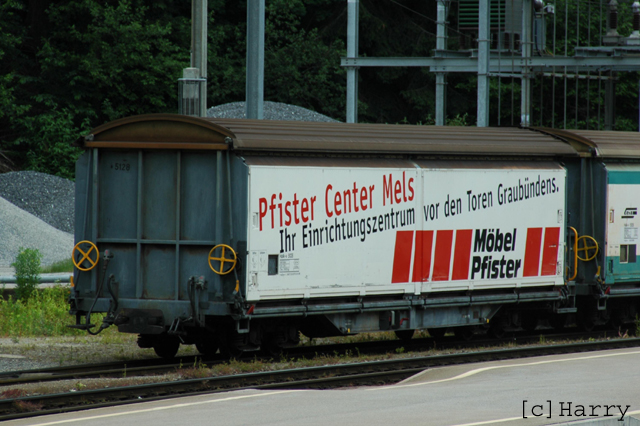 Pfister Center Mels
Ihr Einrichtungszentrum vor den Toren Graubündens.
Möbel
Pfister
[c] Harry